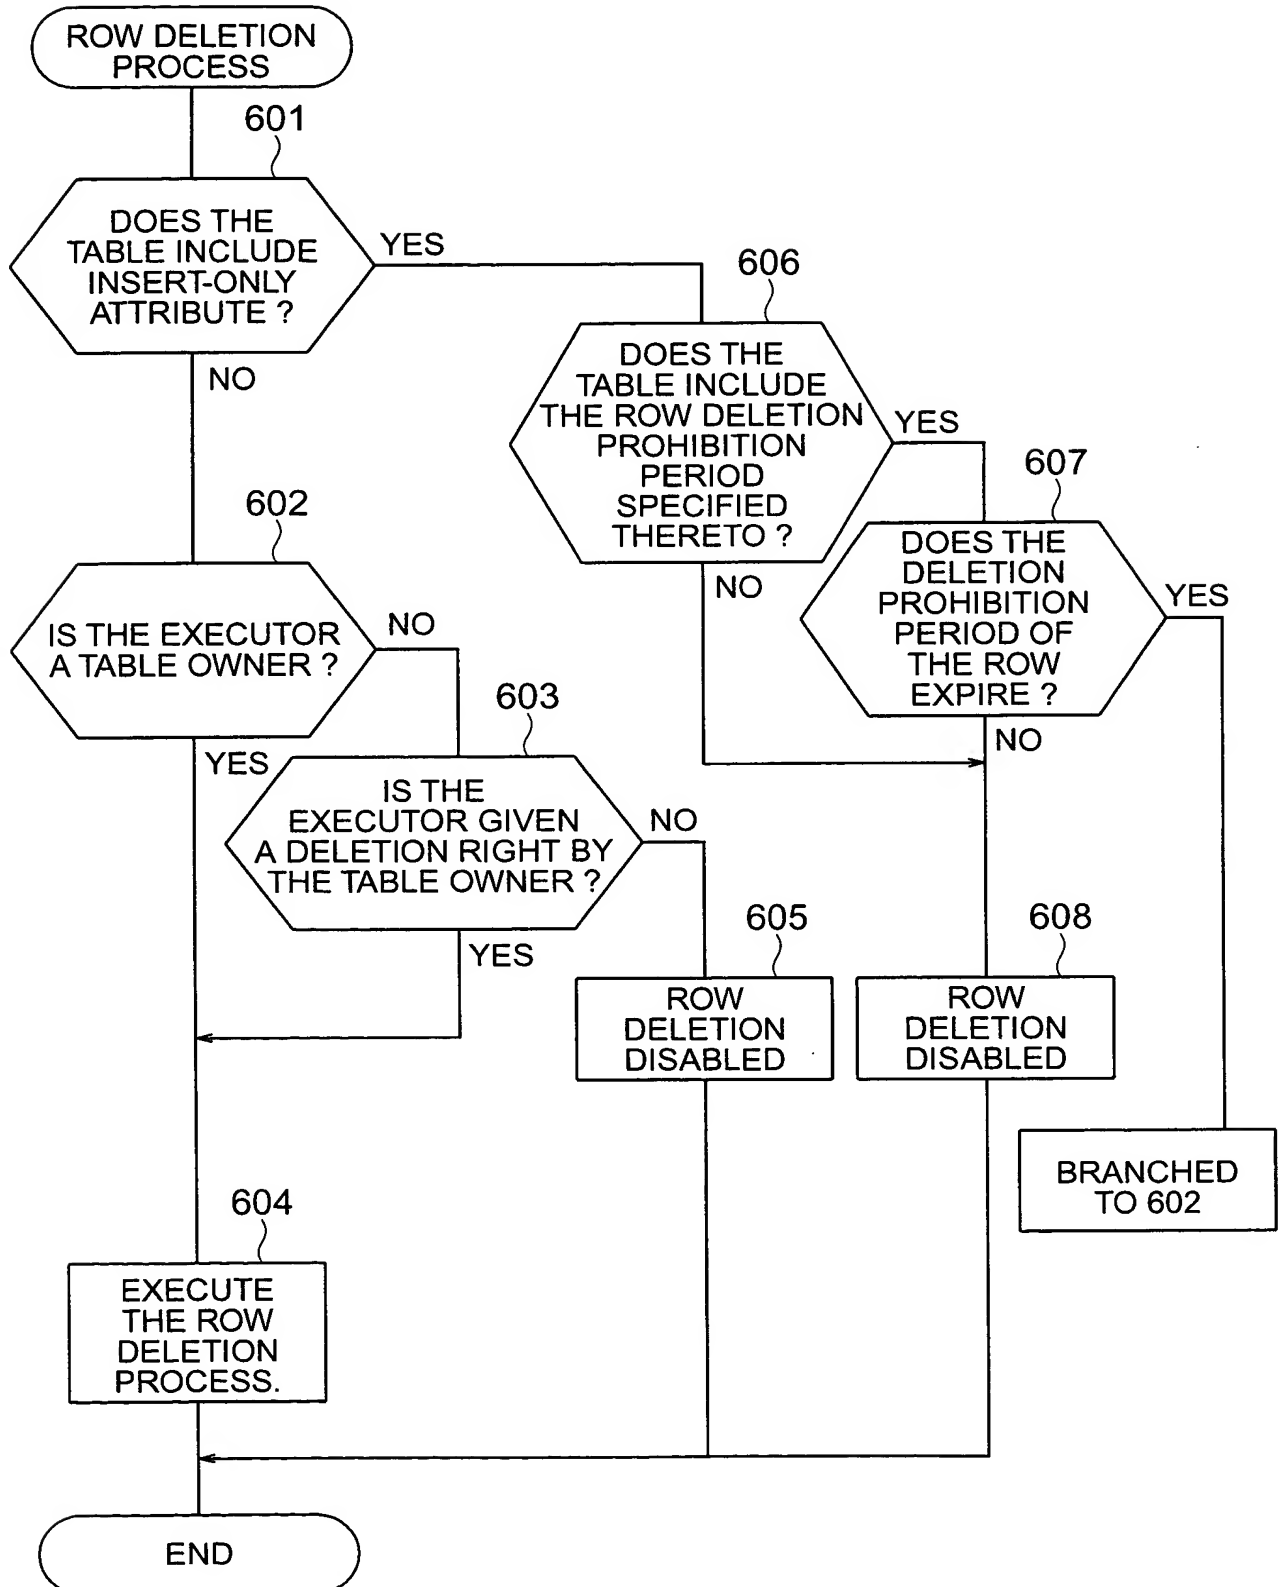 ROW DELETION
PROCESS
601
DOES THE
TABLE INCLUDE
INSERT-ONLY
ATTRIBUTE ?
YES
NO
606
DOES THE
TABLE INCLUDE
THE ROW DELETION
PROHIBITION
PERIOD
SPECIFIED
THERETO ?
YES
NO
607
DOES THE
DELETION
PROHIBITION
PERIOD OF
THE ROW
EXPIRE ?
YES
NO
602
IS THE EXECUTOR
A TABLE OWNER ?
NO
YES
603
IS THE
EXECUTOR GIVEN
A DELETION RIGHT BY
THE TABLE OWNER ?
NO
YES
605
ROW
DELETION
DISABLED
608
ROW
DELETION
DISABLED
BRANCHED
TO 602
604
EXECUTE
THE ROW
DELETION
PROCESS.
END